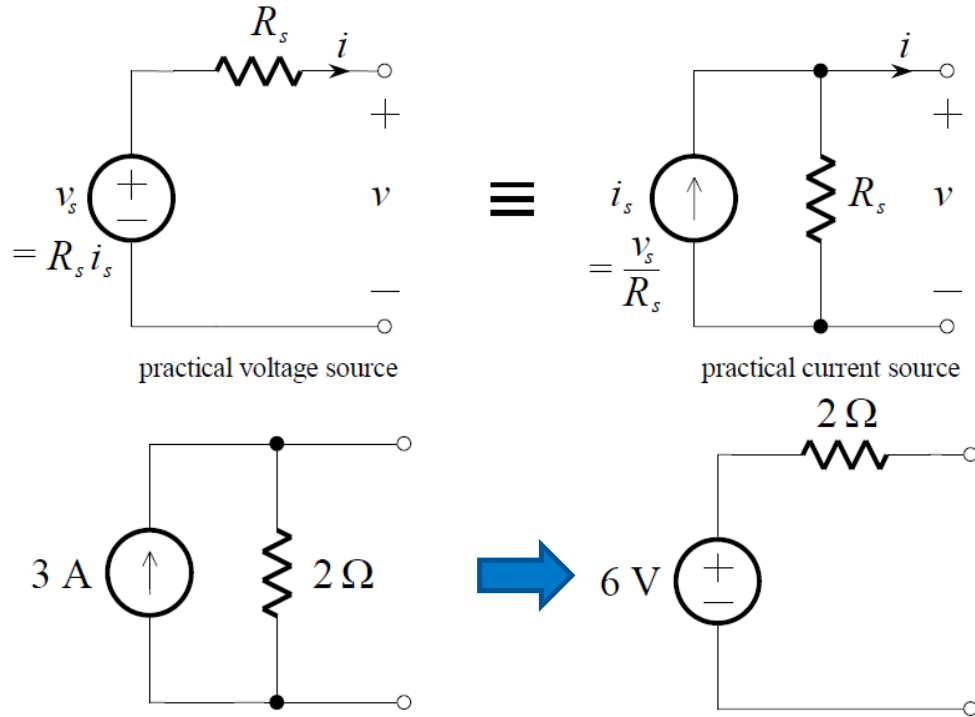 R_s i i
+ +
v_s + − v ≡ i_s R_s v
= R_s i_s = v_s/R_s
− −
practical voltage source practical current source
2 Ω
3 A 2 Ω 6 V + −